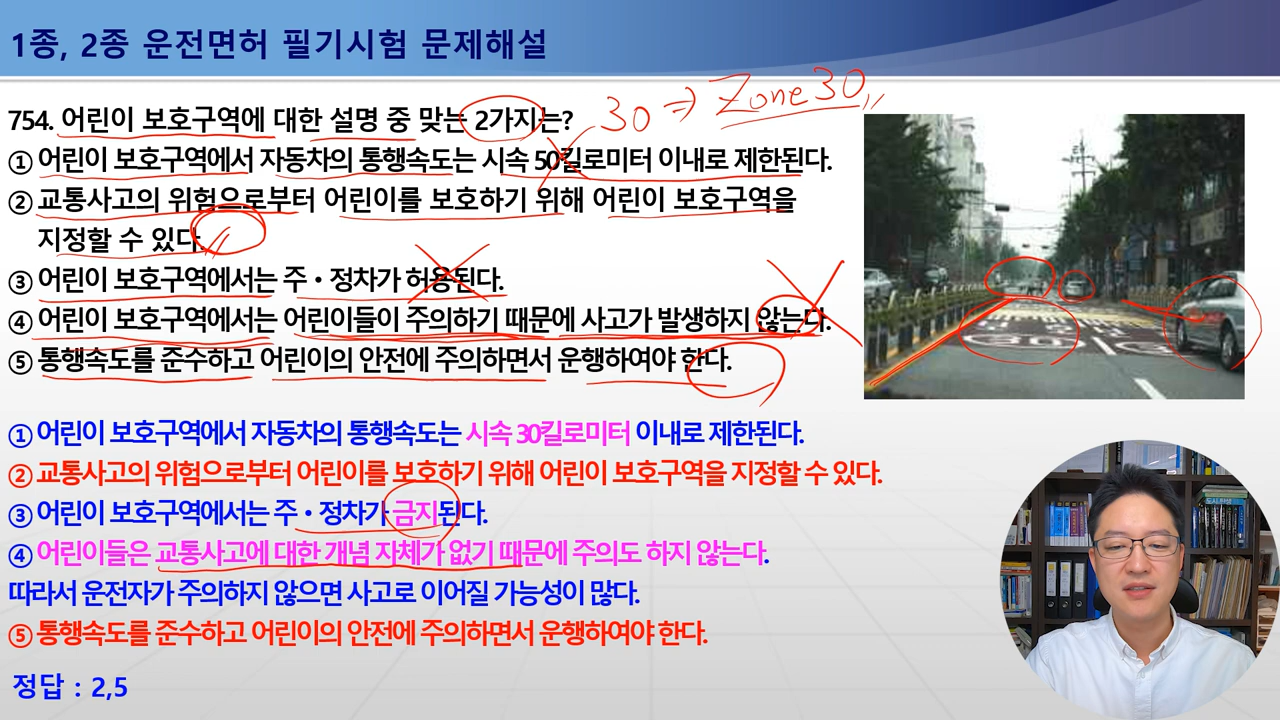 1종, 2종 운전면허 필기시험 문제해설
30 ⇒ Zone30
754. 어린이 보호구역에 대한 설명 중 맞는 2가지는?
① 어린이 보호구역에서 자동차의 통행속도는 시속 50킬로미터 이내로 제한된다.
② 교통사고의 위험으로부터 어린이를 보호하기 위해 어린이 보호구역을
지정할 수 있다.
③ 어린이 보호구역에서는 주・정차가 허용된다.
④ 어린이 보호구역에서는 어린이들이 주의하기 때문에 사고가 발생하지 않는다.
⑤ 통행속도를 준수하고 어린이의 안전에 주의하면서 운행하여야 한다.
① 어린이 보호구역에서 자동차의 통행속도는 시속 30킬로미터 이내로 제한된다.
② 교통사고의 위험으로부터 어린이를 보호하기 위해 어린이 보호구역을 지정할 수 있다.
③ 어린이 보호구역에서는 주・정차가 금지된다.
④ 어린이들은 교통사고에 대한 개념 자체가 없기 때문에 주의도 하지 않는다.
따라서 운전자가 주의하지 않으면 사고로 이어질 가능성이 많다.
⑤ 통행속도를 준수하고 어린이의 안전에 주의하면서 운행하여야 한다.
정답 : 2,5